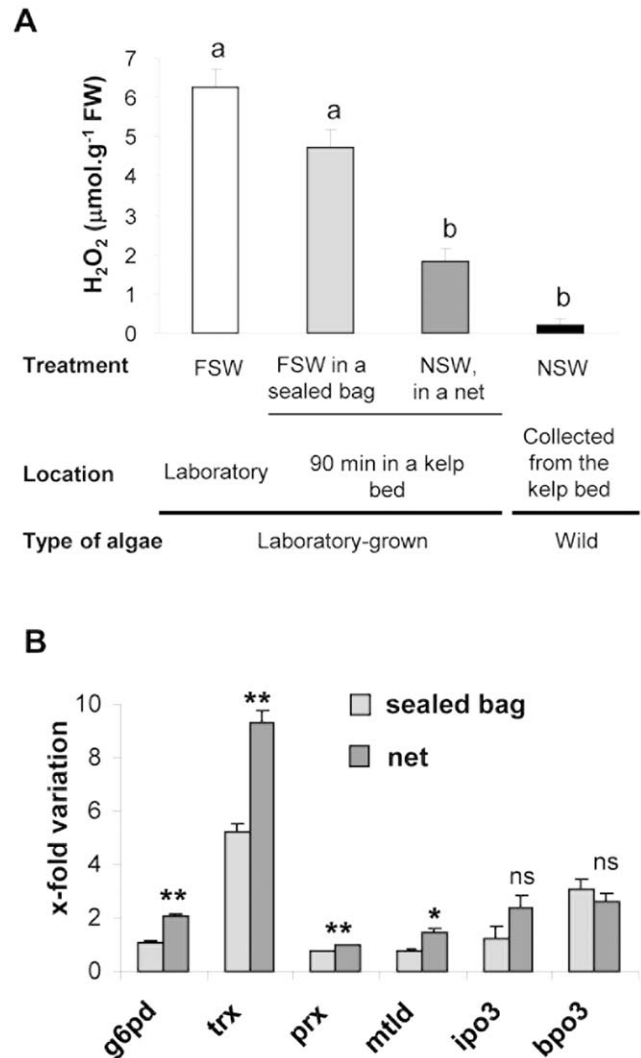 A
a
a
b
b
7
6
5
4
3
2
1
0
H₂O₂ (μmol.g⁻¹ FW)
Treatment
FSW
FSW in a
sealed bag
NSW,
in a net
NSW
Location
Laboratory
90 min in a kelp
bed
Collected
from the
kelp bed
Type of algae
Laboratory-grown
Wild
B
10
8
6
4
2
0
x-fold variation
sealed bag
net
**
**
**
*
ns
ns
g6pd
trx
prx
mtld
ipo3
bpo3